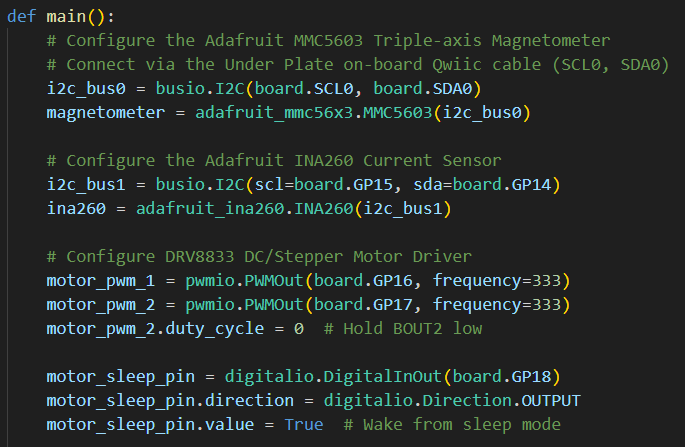 def main():
    # Configure the Adafruit MMC5603 Triple-axis Magnetometer
    # Connect via the Under Plate on-board Qwiic cable (SCL0, SDA0)
    i2c_bus0 = busio.I2C(board.SCL0, board.SDA0)
    magnetometer = adafruit_mmc56x3.MMC5603(i2c_bus0)

    # Configure the Adafruit INA260 Current Sensor
    i2c_bus1 = busio.I2C(scl=board.GP15, sda=board.GP14)
    ina260 = adafruit_ina260.INA260(i2c_bus1)

    # Configure DRV8833 DC/Stepper Motor Driver
    motor_pwm_1 = pwmio.PWMOut(board.GP16, frequency=333)
    motor_pwm_2 = pwmio.PWMOut(board.GP17, frequency=333)
    motor_pwm_2.duty_cycle = 0  # Hold BOUT2 low

    motor_sleep_pin = digitalio.DigitalInOut(board.GP18)
    motor_sleep_pin.direction = digitalio.Direction.OUTPUT
    motor_sleep_pin.value = True  # Wake from sleep mode